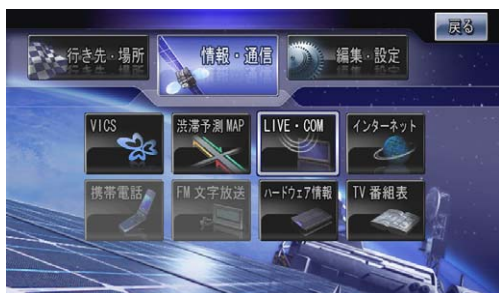 戻る
行き先・場所
情報・通信
編集・設定
VICS
渋滞予測MAP
LIVE・COM
インターネット
携帯電話
FM文字放送
ハードウェア情報
TV番組表